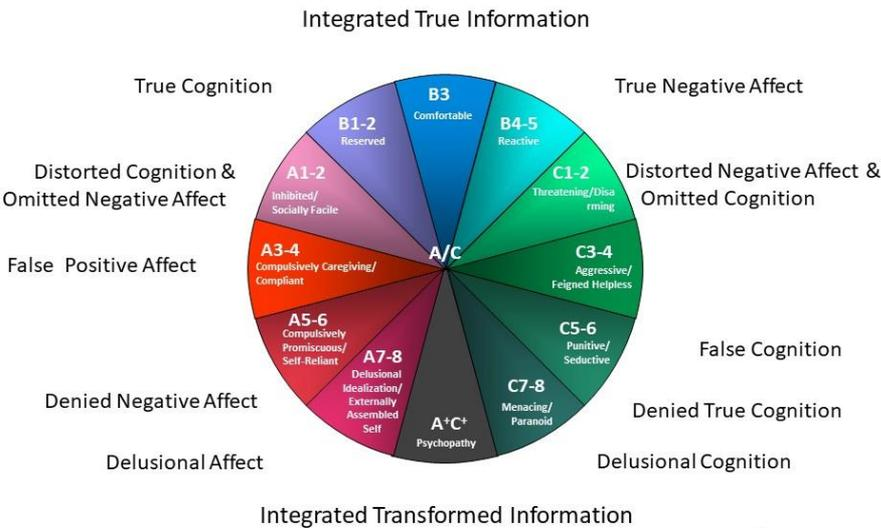 Integrated True Information
True Cognition
True Negative Affect
B3
Comfortable
B1-2
Reserved
B4-5
Reactive
Distorted Cognition &
Omitted Negative Affect
A1-2
Inhibited/
Socially Facile
C1-2
Threatening/Disa
rming
Distorted Negative Affect &
Omitted Cognition
A/C
False Positive Affect
A3-4
Compulsively Caregiving/
Compliant
C3-4
Aggressive/
Feigned Helpless
A5-6
Compulsively
Promiscuous/
Self-Reliant
C5-6
Punitive/
Seductive
False Cognition
A7-8
Delusional
Idealization/
Externally
Assembled
Self
C7-8
Menacing/
Paranoid
Denied Negative Affect
Denied True Cognition
A⁺C⁺
Psychopathy
Delusional Affect
Delusional Cognition
Integrated Transformed Information